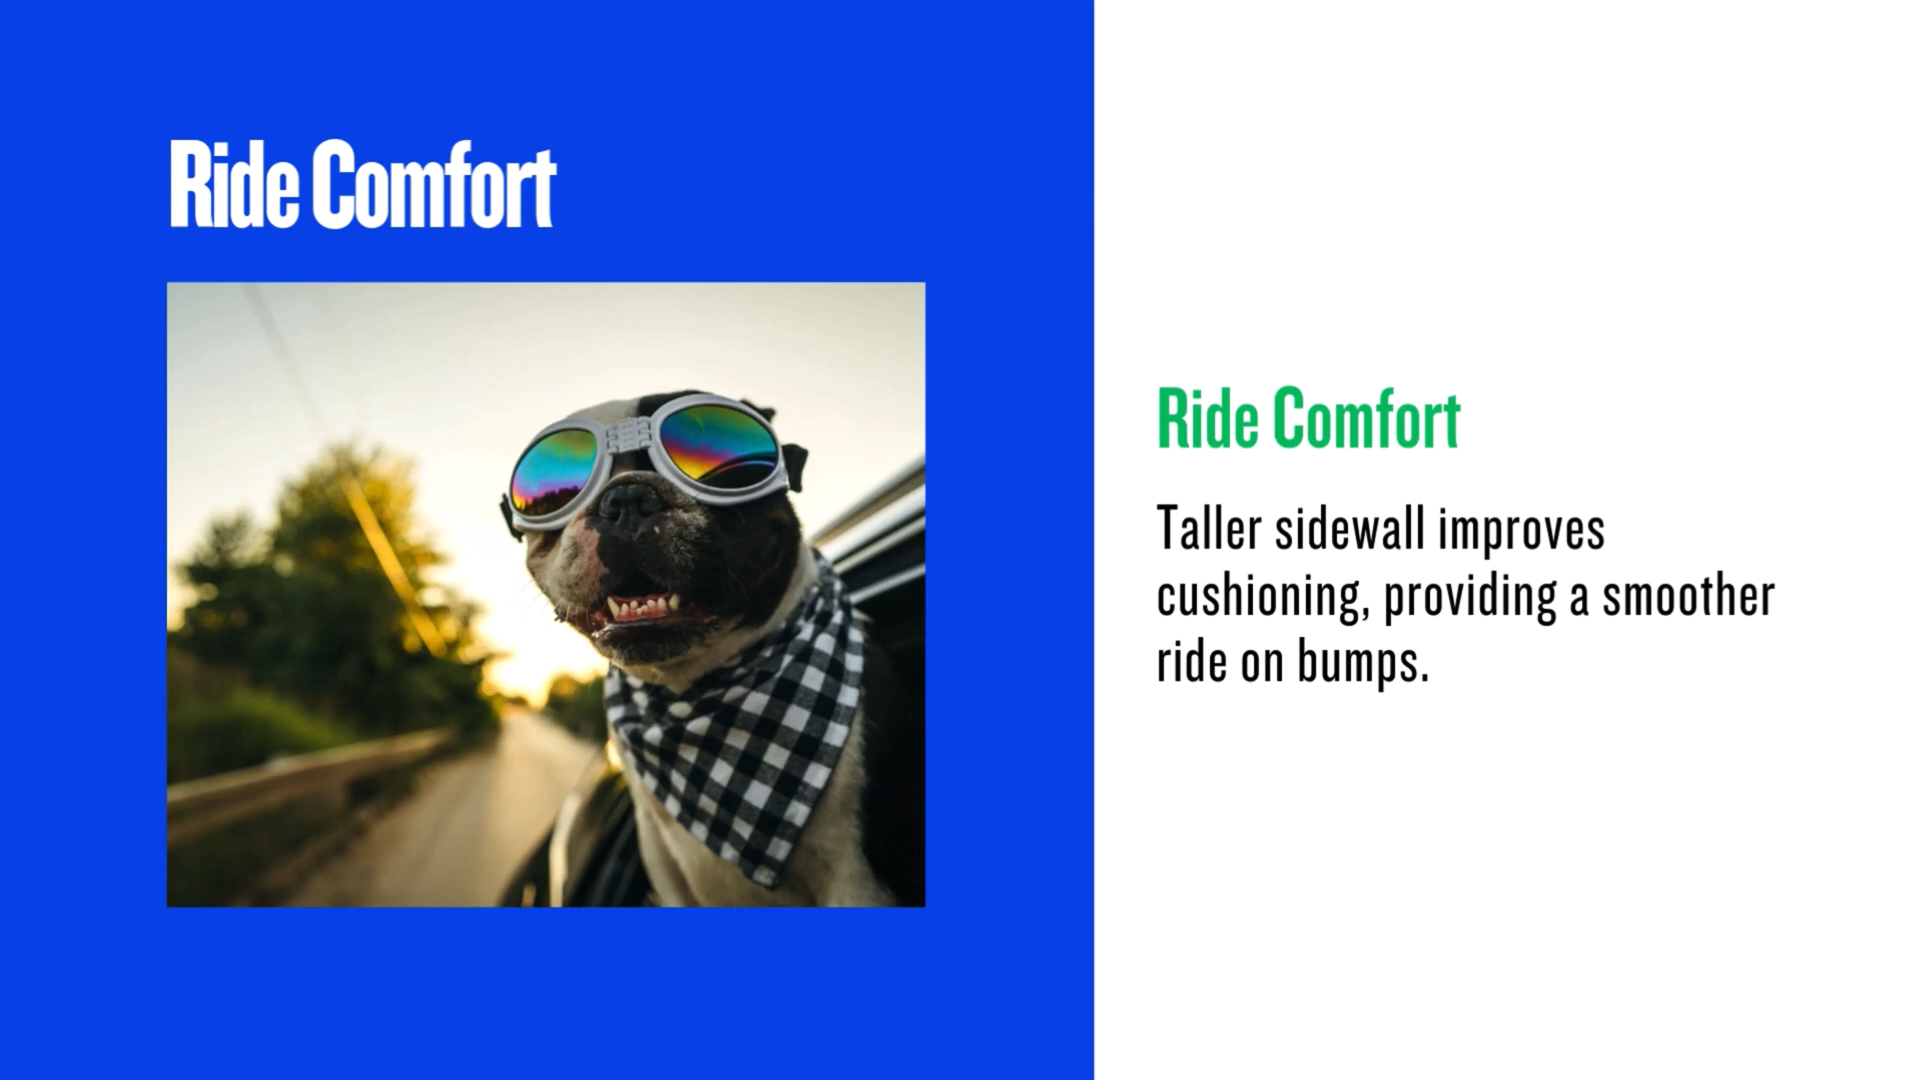 Ride Comfort
Ride Comfort
Taller sidewall improves
cushioning, providing a smoother
ride on bumps.